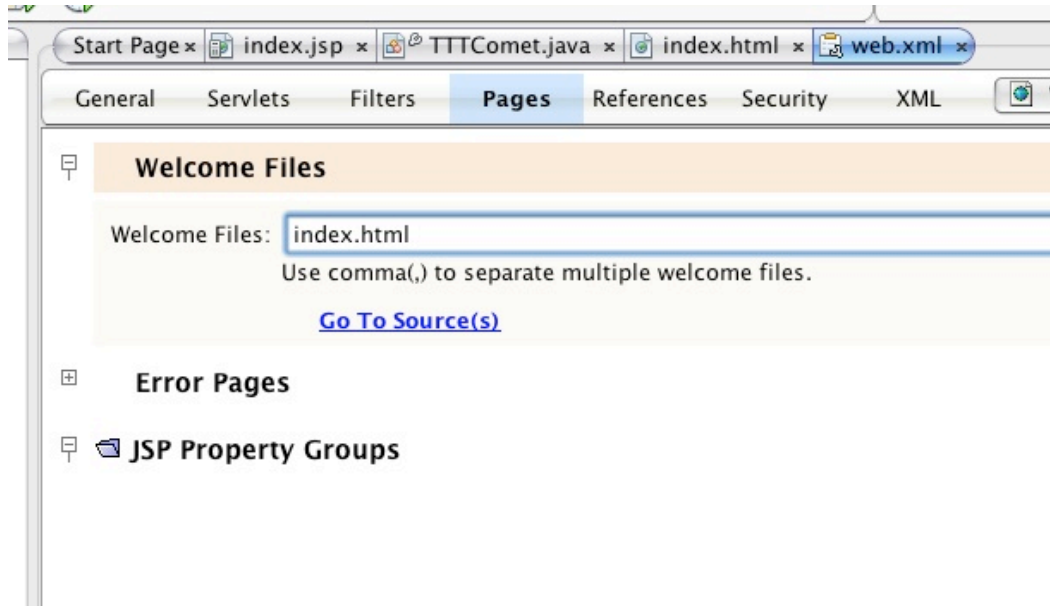 Start Page x index.jsp x TTTComet.java x index.html x web.xml x
General Servlets Filters Pages References Security XML
Welcome Files
Welcome Files: index.html
Use comma(,) to separate multiple welcome files.
Go To Source(s)
Error Pages
JSP Property Groups